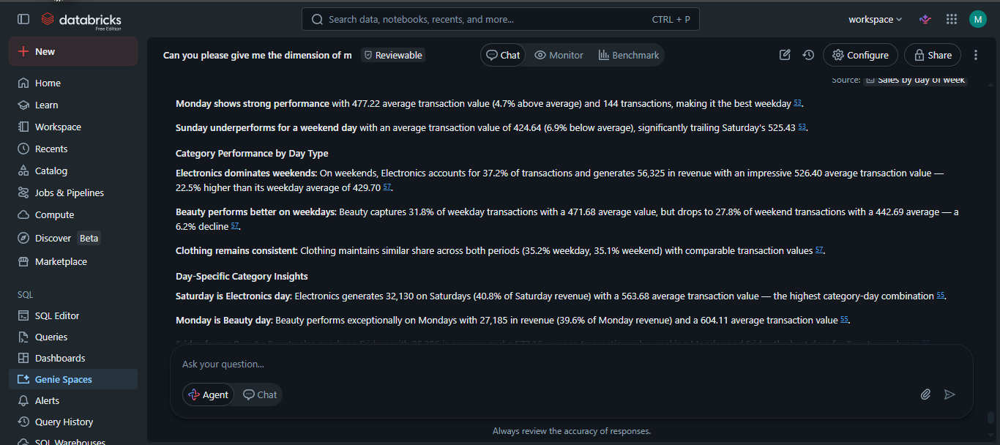 databricks
Free Edition
Search data, notebooks, recents, and more...
CTRL + P
workspace
M
New
Home
Learn
Workspace
Recents
Catalog
Jobs & Pipelines
Compute
Discover Beta
Marketplace
SQL
SQL Editor
Queries
Dashboards
Genie Spaces
Alerts
Query History
SQL Warehouses
Can you please give me the dimension of m
Reviewable
Chat
Monitor
Benchmark
Configure
Share
Source: Sales by day of week
Monday shows strong performance with 477.22 average transaction value (4.7% above average) and 144 transactions, making it the best weekday 53.
Sunday underperforms for a weekend day with an average transaction value of 424.64 (6.9% below average), significantly trailing Saturday's 525.43 53.
Category Performance by Day Type
Electronics dominates weekends: On weekends, Electronics accounts for 37.2% of transactions and generates 56,325 in revenue with an impressive 526.40 average transaction value —
22.5% higher than its weekday average of 429.70 57.
Beauty performs better on weekdays: Beauty captures 31.8% of weekday transactions with a 471.68 average value, but drops to 27.8% of weekend transactions with a 442.69 average — a
6.2% decline 57.
Clothing remains consistent: Clothing maintains similar share across both periods (35.2% weekday, 35.1% weekend) with comparable transaction values 57.
Day-Specific Category Insights
Saturday is Electronics day: Electronics generates 32,130 on Saturdays (40.8% of Saturday revenue) with a 563.68 average transaction value — the highest category-day combination 55.
Monday is Beauty day: Beauty performs exceptionally on Mondays with 27,185 in revenue (39.6% of Monday revenue) and a 604.11 average transaction value 55.
Ask your question...
Agent
Chat
Always review the accuracy of responses.